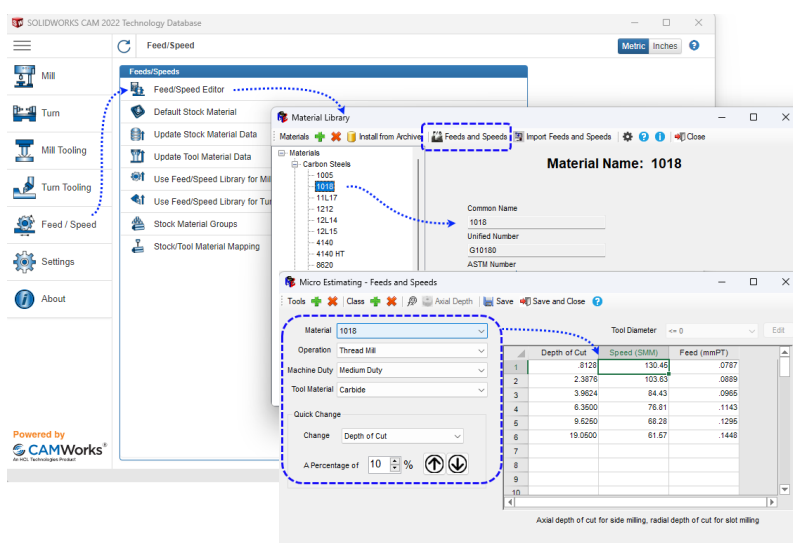 SOLIDWORKS CAM 2022 Technology Database
Feed/Speed
Metric Inches
Mill
Turn
Mill Tooling
Turn Tooling
Feed / Speed
Settings
About
Powered by
CAMWorks®
An HCL Technologies Product
Feeds/Speeds
Feed/Speed Editor
Default Stock Material
Update Stock Material Data
Update Tool Material Data
Use Feed/Speed Library for Mil
Use Feed/Speed Library for Tur
Stock Material Groups
Stock/Tool Material Mapping
Material Library
Materials Install from Archive Feeds and Speeds Import Feeds and Speeds Close
Materials
Carbon Steels
1005
1018
11L17
1212
12L14
12L15
4140
4140 HT
8620
Material Name: 1018
Common Name
1018
Unified Number
G10180
ASTM Number
Micro Estimating - Feeds and Speeds
Tools Class Axial Depth Save Save and Close
Material 1018
Operation Thread Mill
Machine Duty Medium Duty
Tool Material Carbide
Quick Change
Change Depth of Cut
A Percentage of 10 %
Tool Diameter <= 0 Edit
Depth of Cut Speed (SMM) Feed (mmPT)
1 .8128 130.45 .0787
2 2.3876 103.63 .0889
3 3.9624 84.43 .0965
4 6.3500 76.81 .1143
5 9.5250 68.28 .1295
6 19.0500 61.57 .1448
7
8
9
10
Axial depth of cut for side milling, radial depth of cut for slot milling